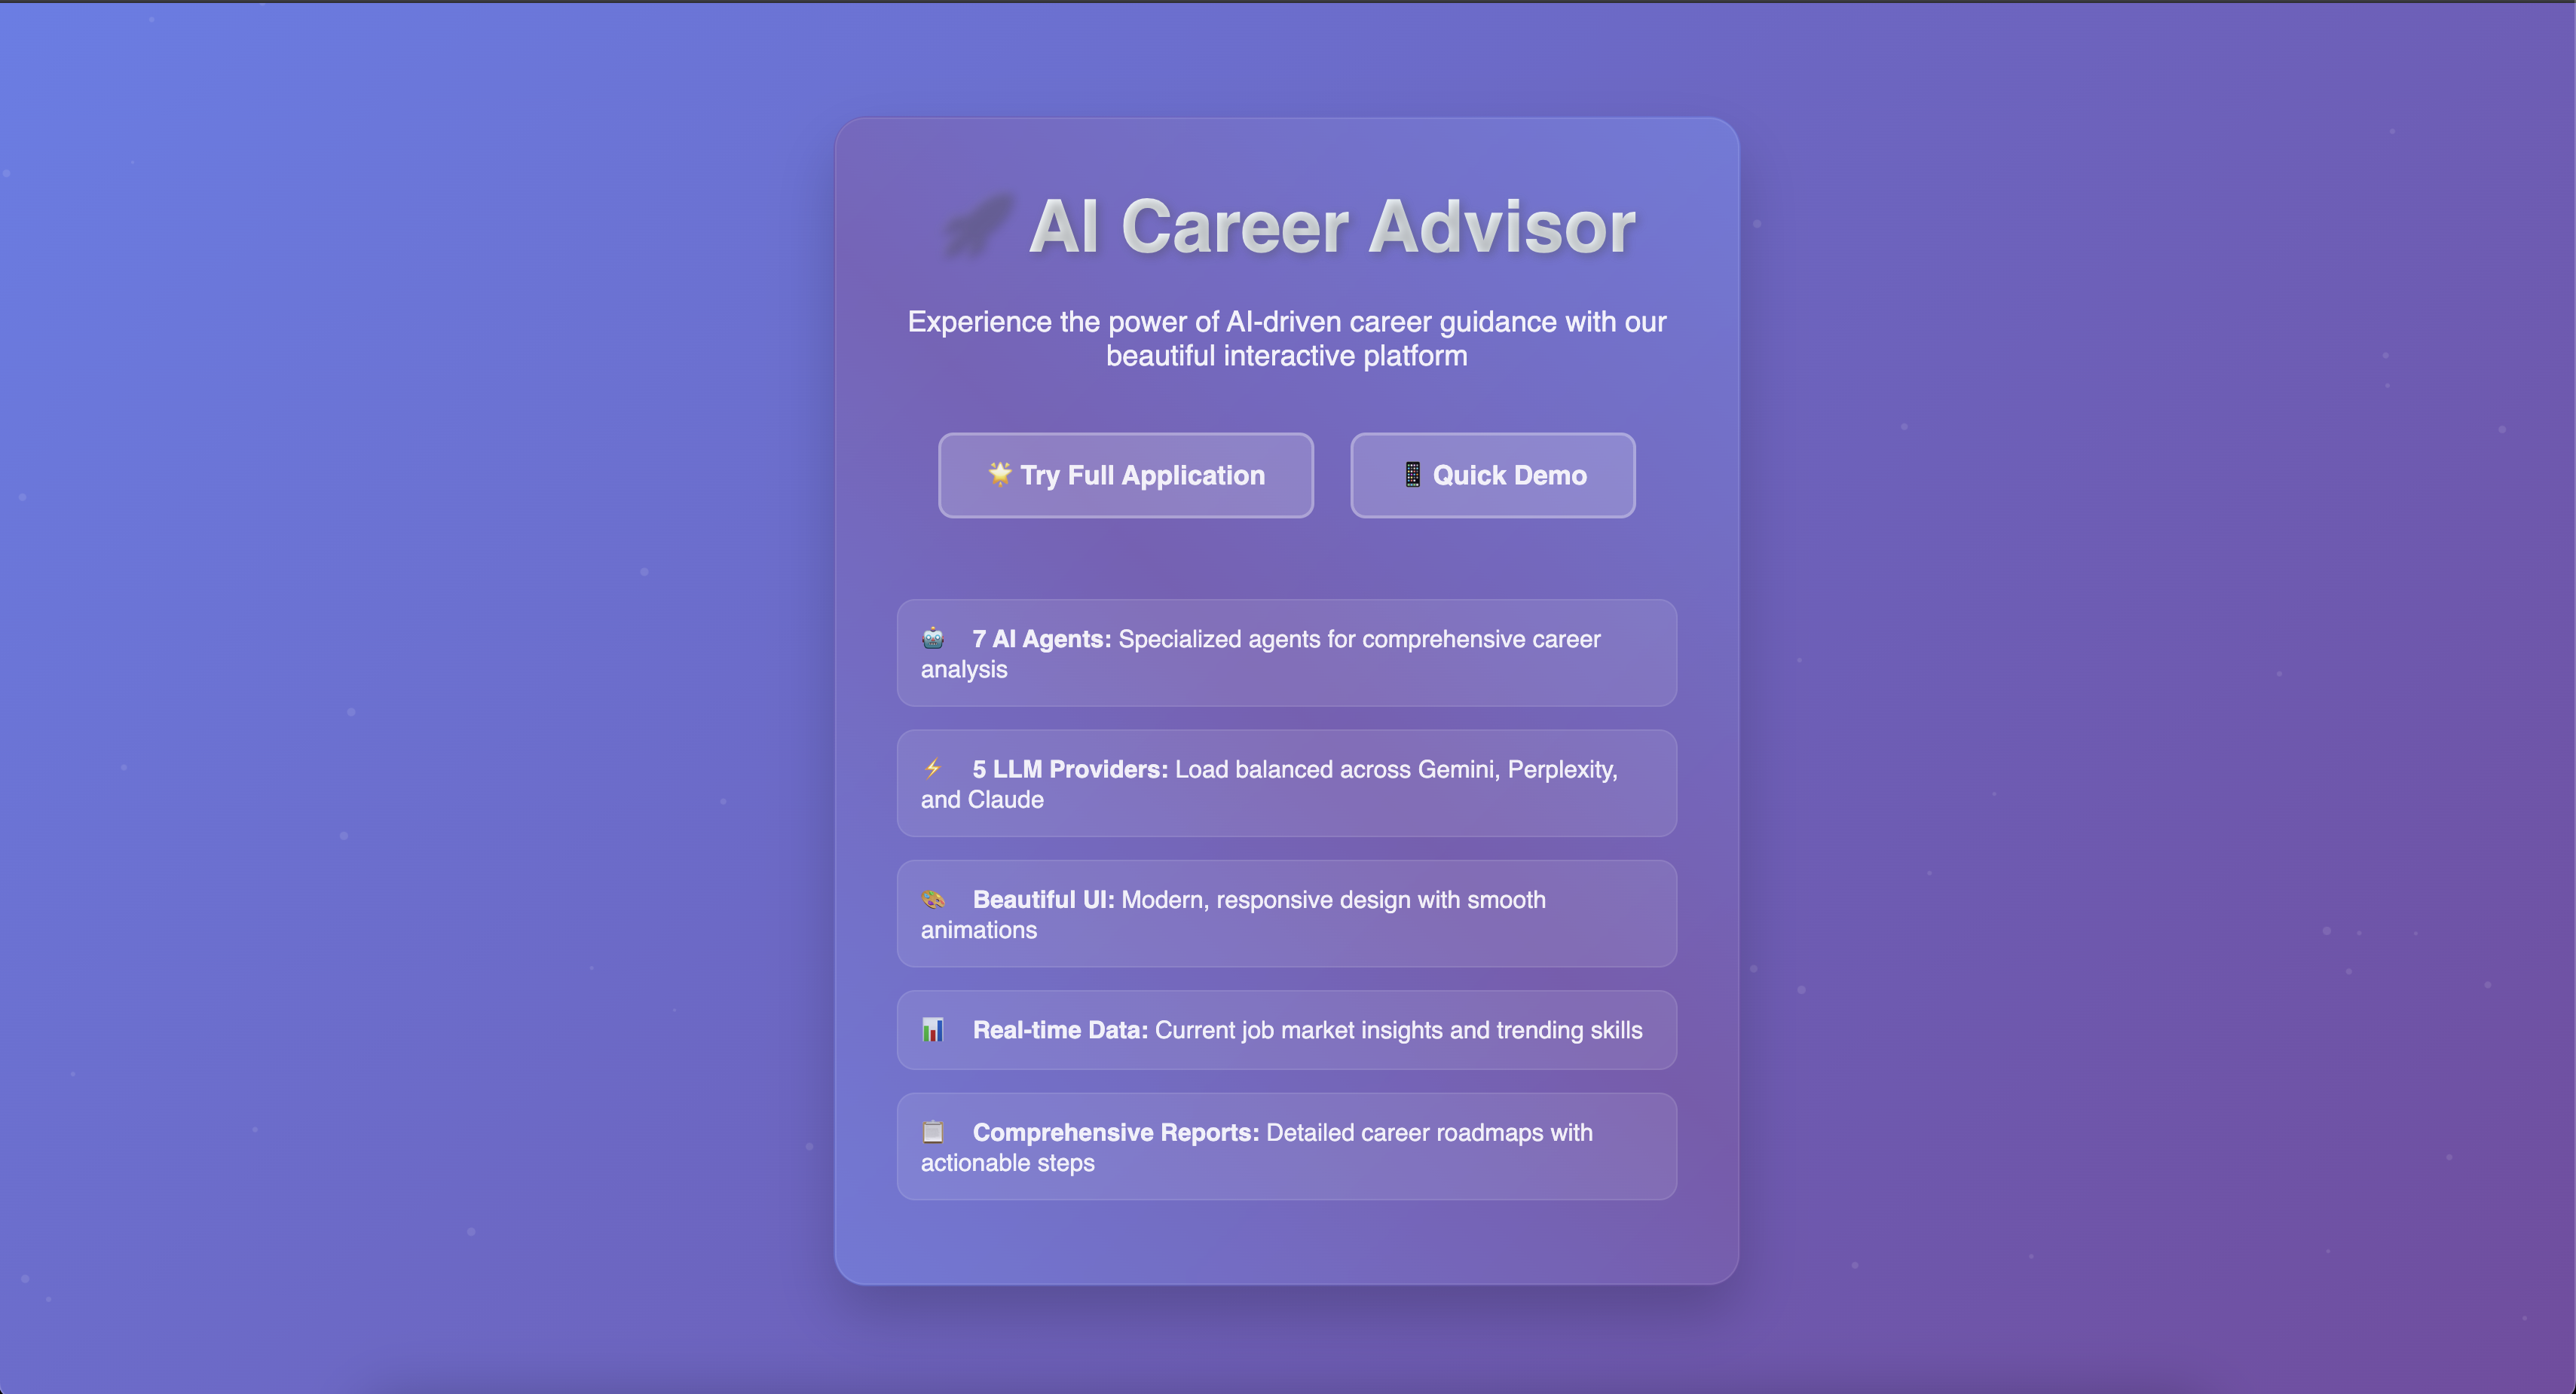 🚀 AI Career Advisor
Experience the power of AI-driven career guidance with our
beautiful interactive platform
🌟 Try Full Application
📱 Quick Demo
🤖 7 AI Agents: Specialized agents for comprehensive career
analysis
⚡ 5 LLM Providers: Load balanced across Gemini, Perplexity,
and Claude
🎨 Beautiful UI: Modern, responsive design with smooth
animations
📊 Real-time Data: Current job market insights and trending skills
📋 Comprehensive Reports: Detailed career roadmaps with
actionable steps